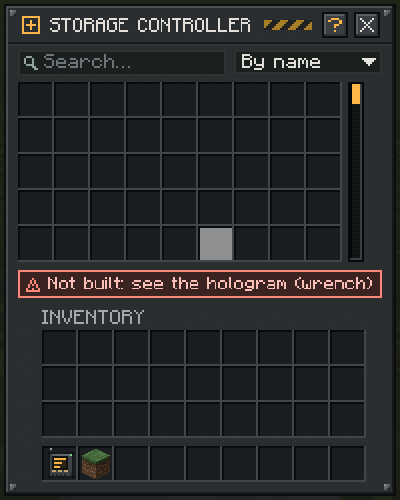 STORAGE CONTROLLER
?
Search...
By name
Not built: see the hologram (wrench)
INVENTORY